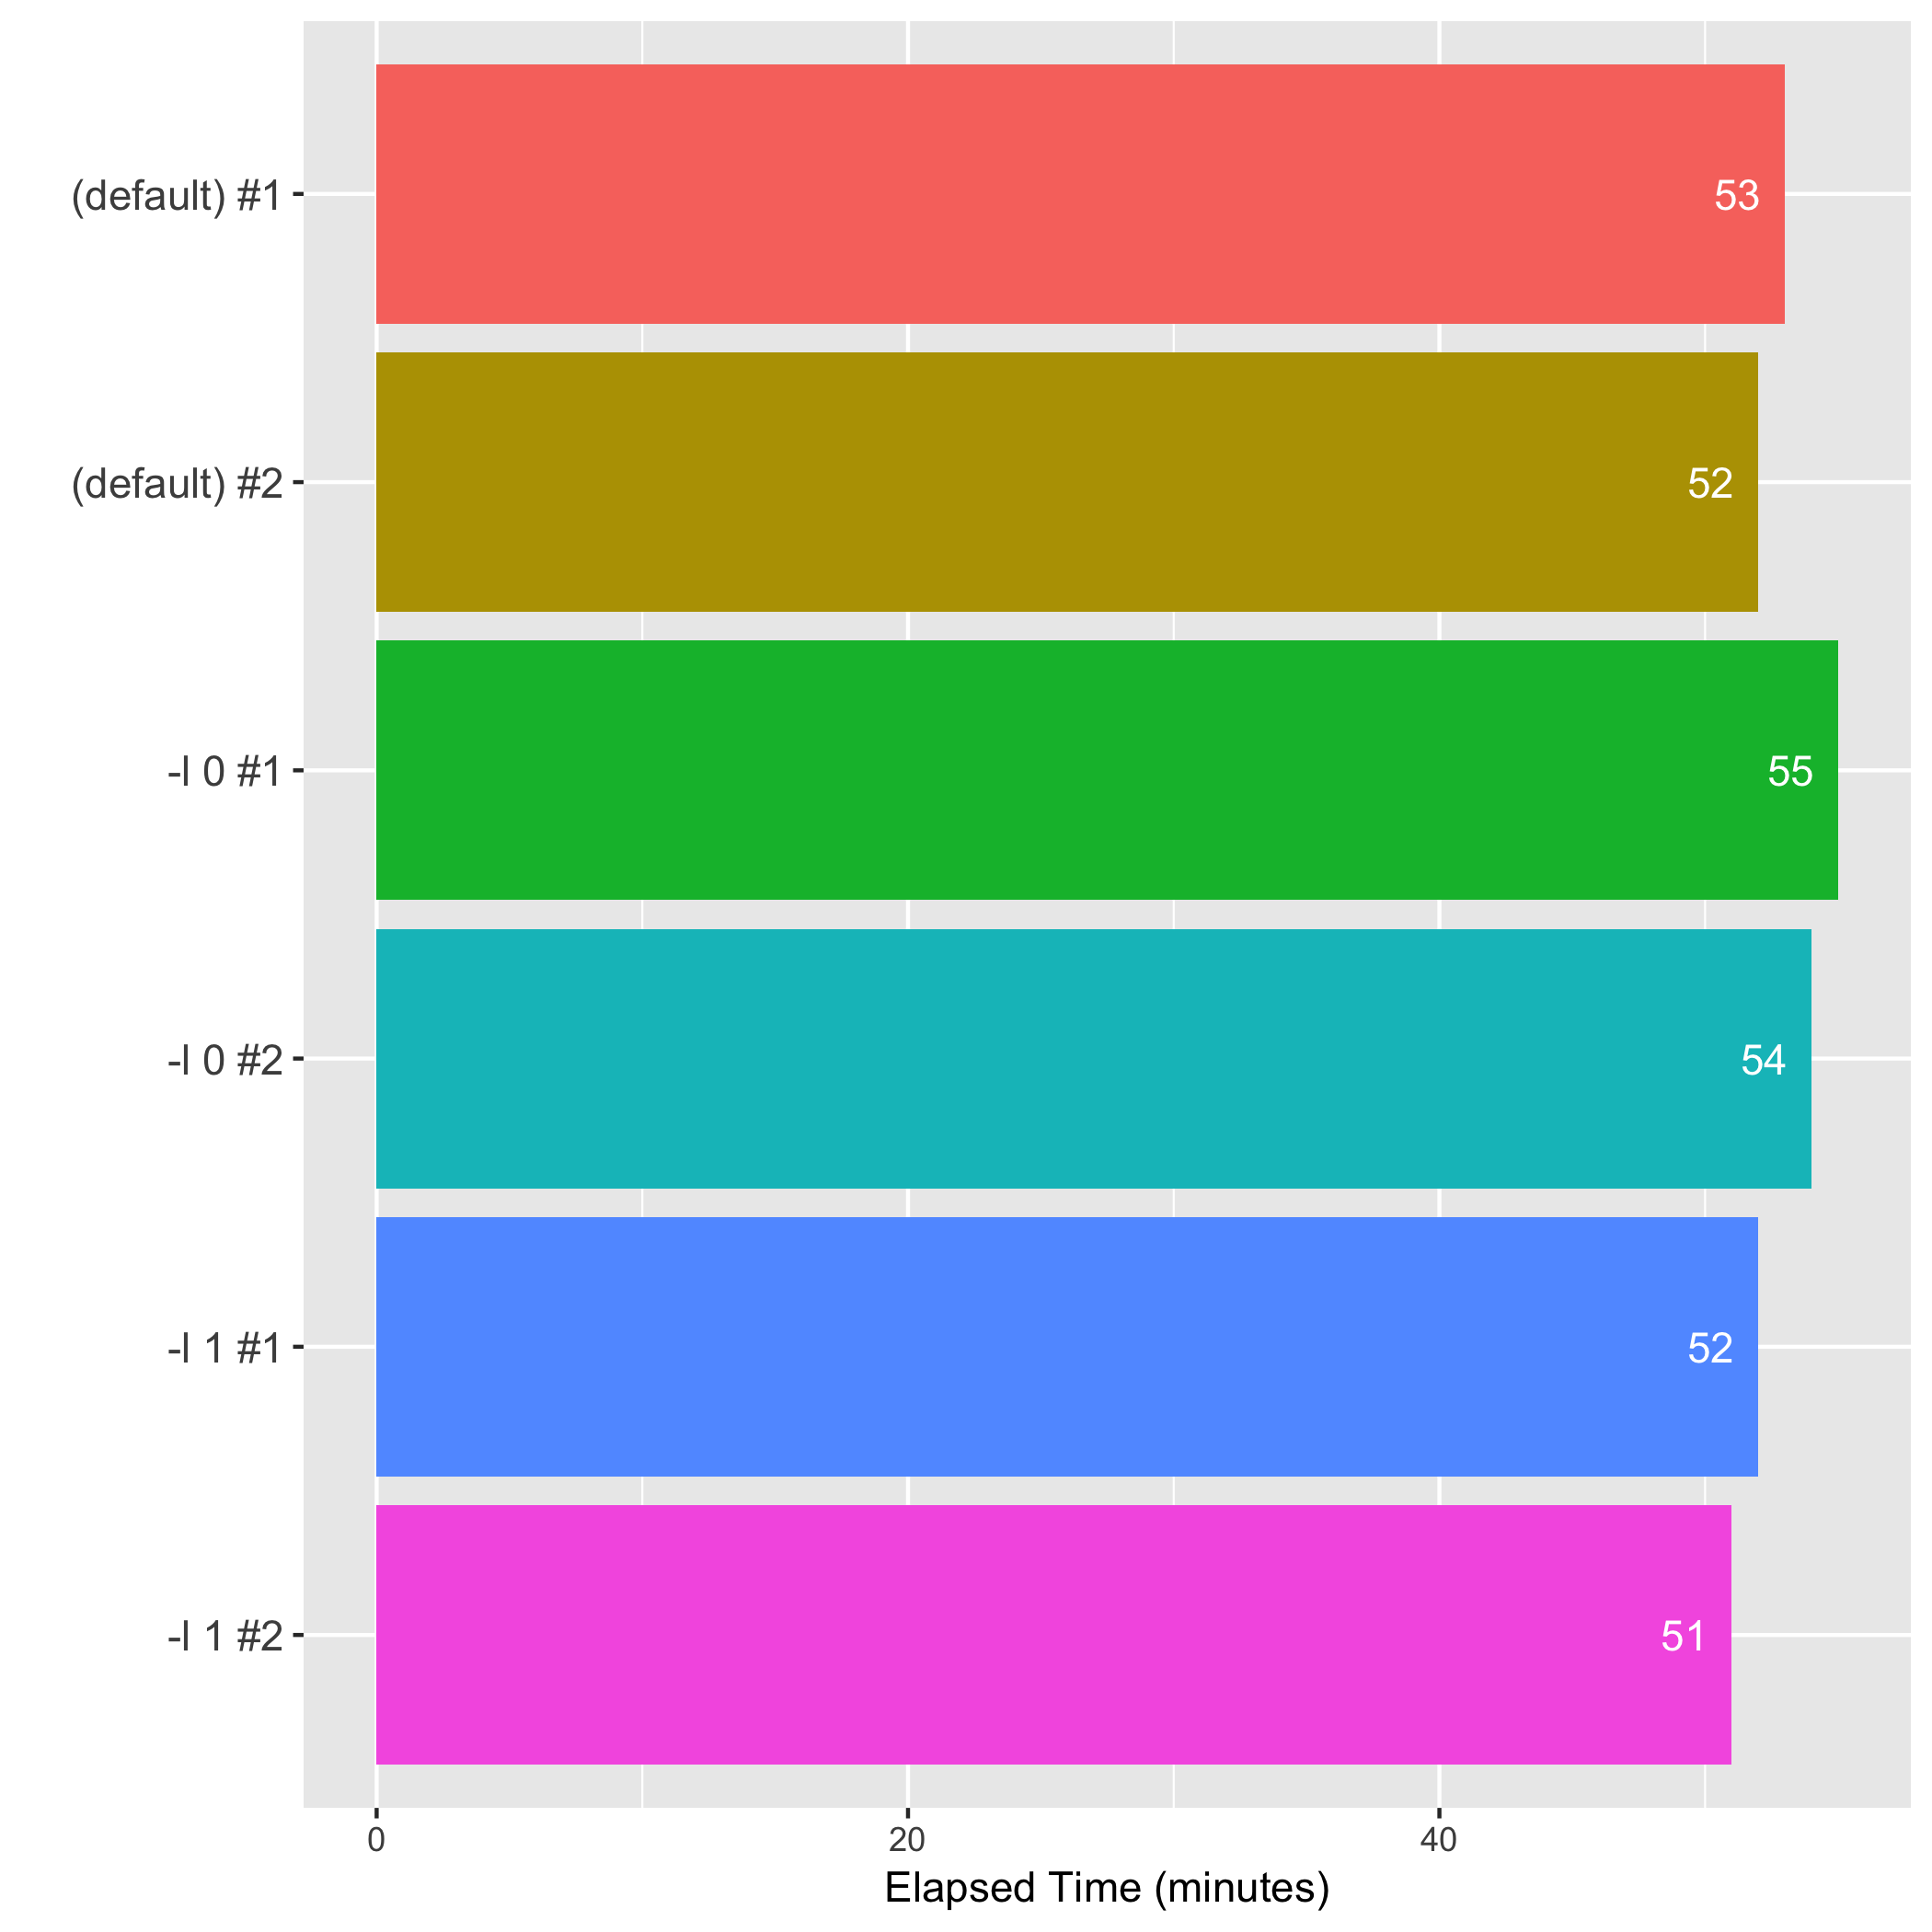 (default) #1
53
(default) #2
52
-l 0 #1
55
-l 0 #2
54
-l 1 #1
52
-l 1 #2
51
0 20 40
Elapsed Time (minutes)